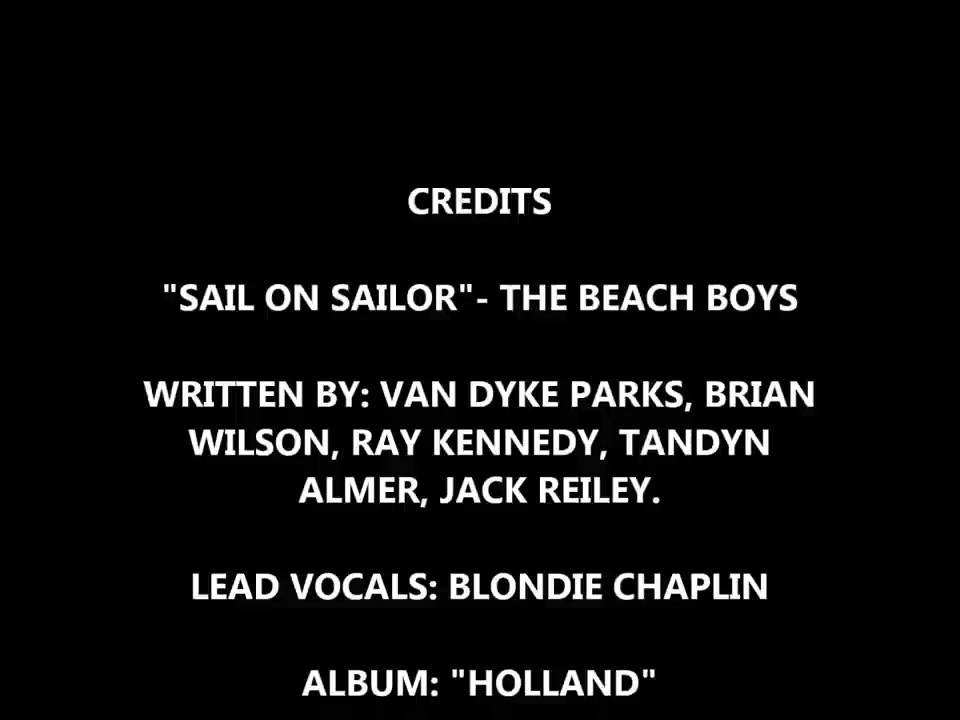 CREDITS
"SAIL ON SAILOR"- THE BEACH BOYS
WRITTEN BY: VAN DYKE PARKS, BRIAN
WILSON, RAY KENNEDY, TANDYN
ALMER, JACK REILEY.
LEAD VOCALS: BLONDIE CHAPLIN
ALBUM: "HOLLAND"